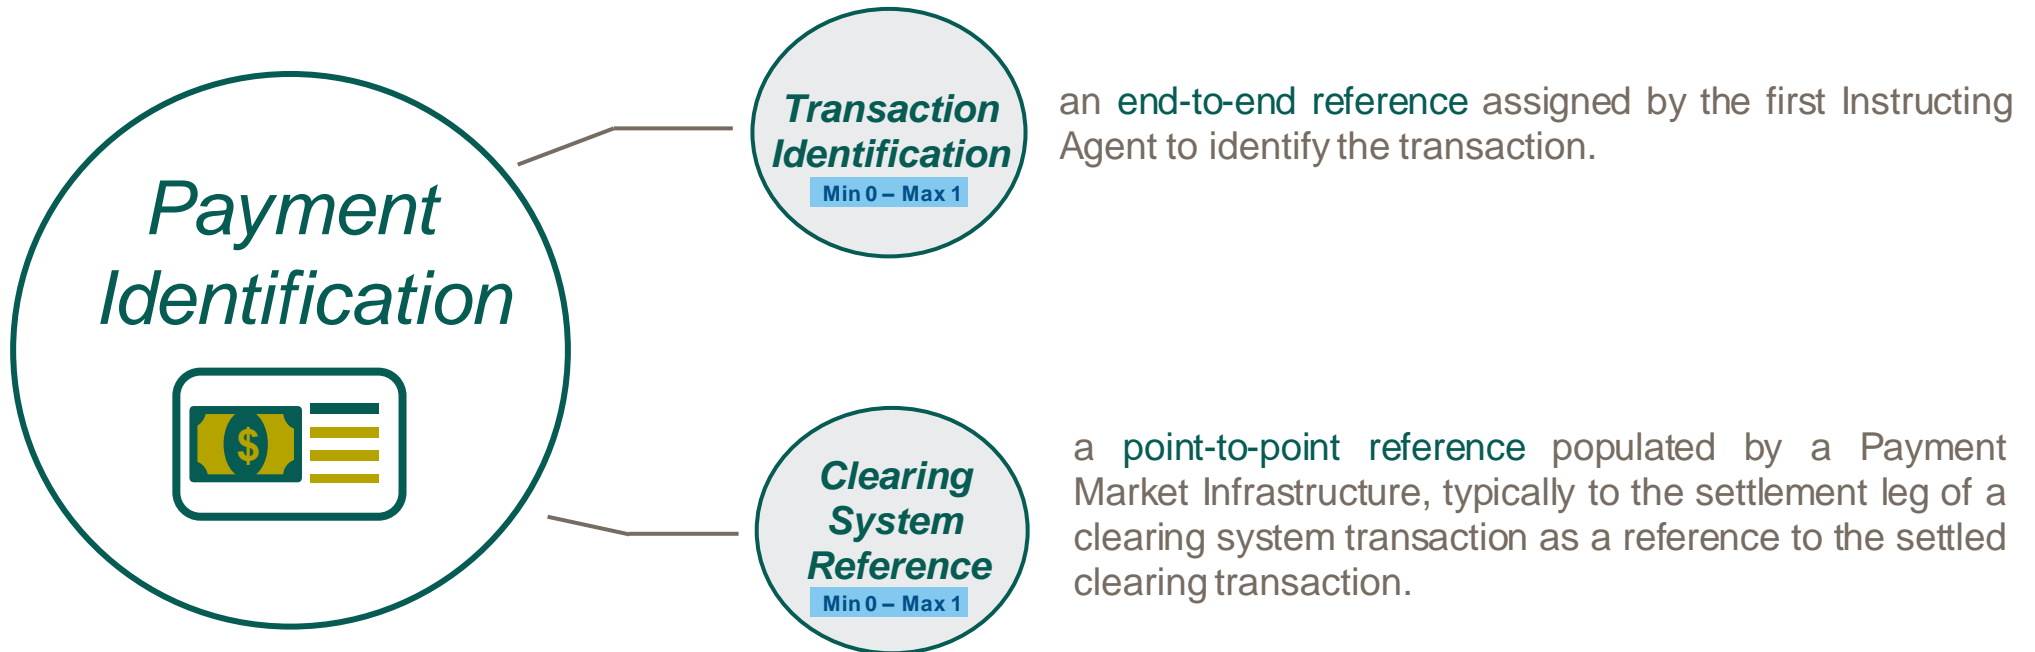 Payment
Identification
$
Transaction
Identification
Min 0 – Max 1
an end-to-end reference assigned by the first Instructing
Agent to identify the transaction.
Clearing
System
Reference
Min 0 – Max 1
a point-to-point reference populated by a Payment
Market Infrastructure, typically to the settlement leg of a
clearing system transaction as a reference to the settled
clearing transaction.